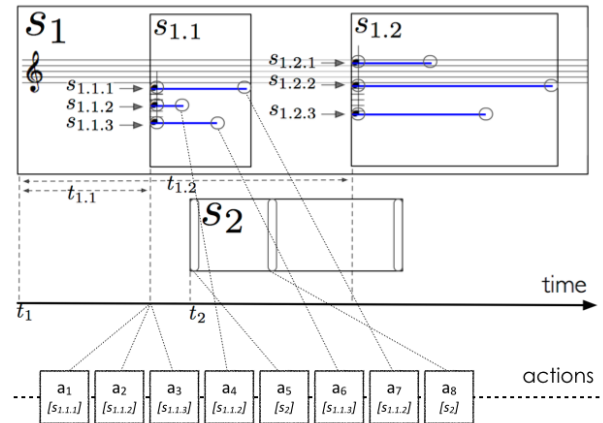 s1
s1.1
s1.2
s1.2.1
s1.2.2
s1.2.3
s1.1.1
s1.1.2
s1.1.3
t1.1
t1.2
s2
time
t1
t2
actions
a1 a2 a3 a4 a5 a6 a7 a8
[s1.1.1] [s1.1.2] [s1.1.3] [s1.1.2] [s2] [s1.1.3] [s1.1.2] [s2]